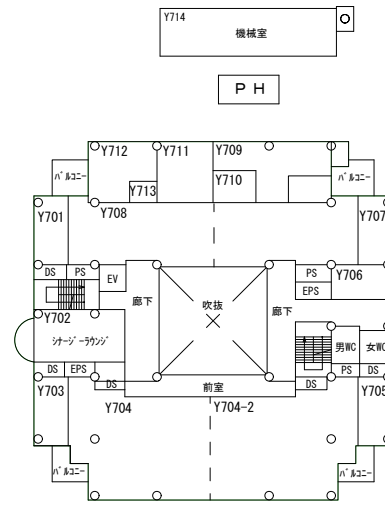 Y714
機械室
PH
Y712
Y711
Y709
バルコニー
Y713
Y710
バルコニー
Y701
Y708
Y707
DS
PS
EV
廊下
吹抜
廊下
PS
Y706
EPS
Y702
シナージーラウンジ
男WC
女WC
DS
EPS
PS
DS
Y703
DS
前室
DS
Y704
Y704-2
Y705
バルコニー
バルコニー